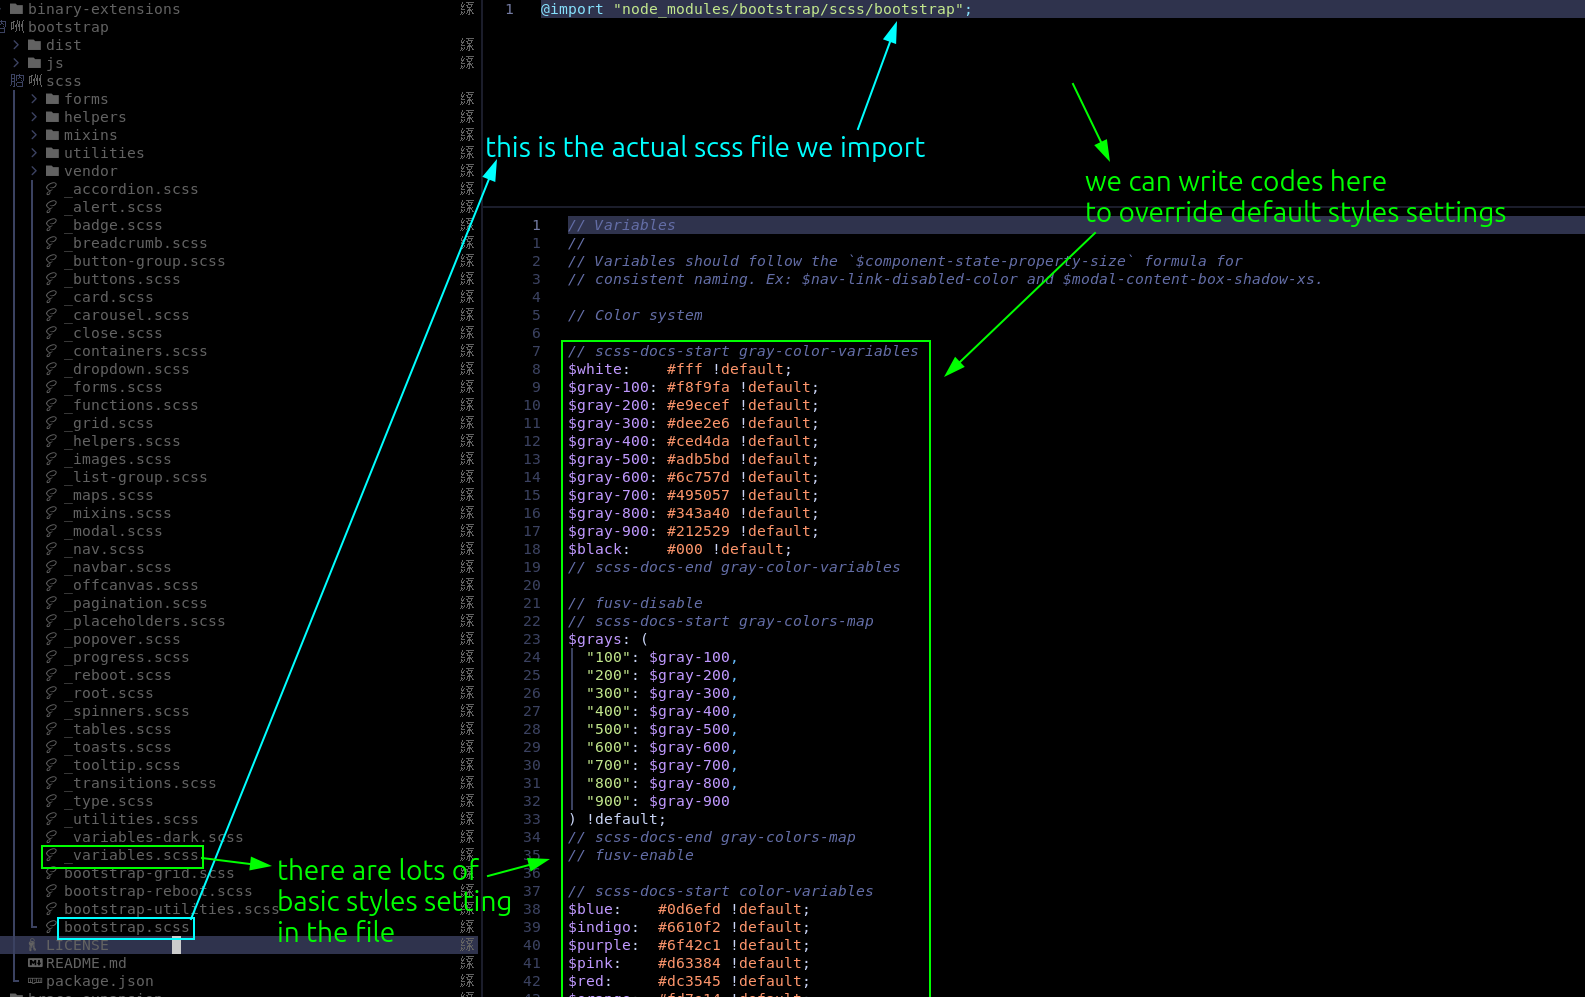 binary-extensions
bootstrap
dist
js
scss
forms
helpers
mixins
utilities
vendor
_accordion.scss
_alert.scss
_badge.scss
_breadcrumb.scss
_button-group.scss
_buttons.scss
_card.scss
_carousel.scss
_close.scss
_containers.scss
_dropdown.scss
_forms.scss
_functions.scss
_grid.scss
_helpers.scss
_images.scss
_list-group.scss
_maps.scss
_mixins.scss
_modal.scss
_nav.scss
_navbar.scss
_offcanvas.scss
_pagination.scss
_placeholders.scss
_popover.scss
_progress.scss
_reboot.scss
_root.scss
_spinners.scss
_tables.scss
_toasts.scss
_tooltip.scss
_transitions.scss
_type.scss
_utilities.scss
_variables-dark.scss
_variables.scss
bootstrap-grid.scss
bootstrap-reboot.scss
bootstrap-utilities.scss
bootstrap.scss
LICENSE
README.md
package.json
there are lots of
basic styles setting
in the file
1 @import "node_modules/bootstrap/scss/bootstrap";
this is the actual scss file we import
we can write codes here
to override default styles settings
1 // Variables
1 //
2 // Variables should follow the `$component-state-property-size` formula for
3 // consistent naming. Ex: $nav-link-disabled-color and $modal-content-box-shadow-xs.
4
5 // Color system
6
7 // scss-docs-start gray-color-variables
8 $white:    #fff !default;
9 $gray-100: #f8f9fa !default;
10 $gray-200: #e9ecef !default;
11 $gray-300: #dee2e6 !default;
12 $gray-400: #ced4da !default;
13 $gray-500: #adb5bd !default;
14 $gray-600: #6c757d !default;
15 $gray-700: #495057 !default;
16 $gray-800: #343a40 !default;
17 $gray-900: #212529 !default;
18 $black:    #000 !default;
19 // scss-docs-end gray-color-variables
20
21 // fusv-disable
22 // scss-docs-start gray-colors-map
23 $grays: (
24 "100": $gray-100,
25 "200": $gray-200,
26 "300": $gray-300,
27 "400": $gray-400,
28 "500": $gray-500,
29 "600": $gray-600,
30 "700": $gray-700,
31 "800": $gray-800,
32 "900": $gray-900
33 ) !default;
34 // scss-docs-end gray-colors-map
35 // fusv-enable
36
37 // scss-docs-start color-variables
38 $blue:    #0d6efd !default;
39 $indigo:  #6610f2 !default;
40 $purple:  #6f42c1 !default;
41 $pink:    #d63384 !default;
42 $red:     #dc3545 !default;